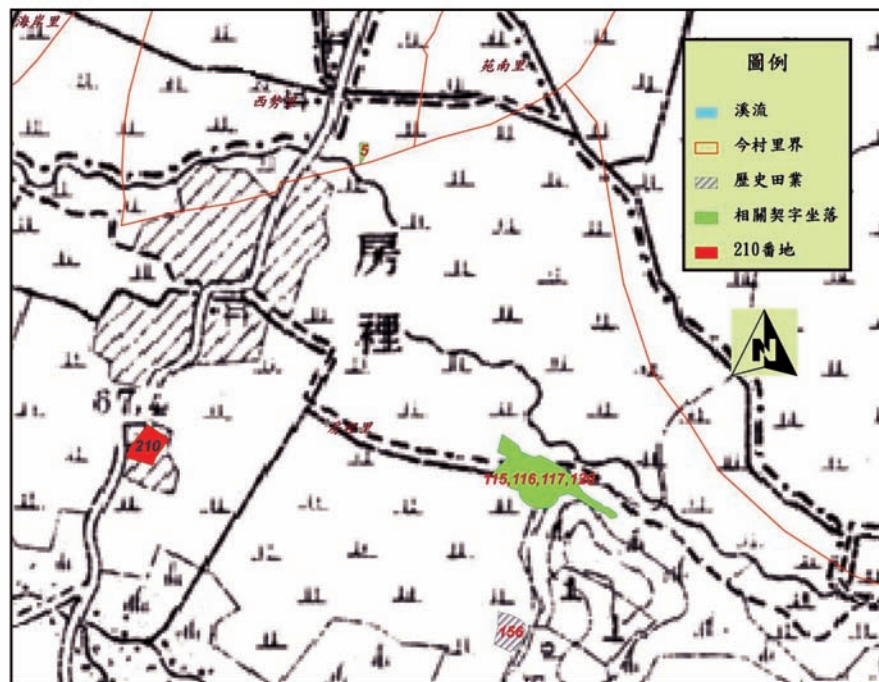 海岸里
苑南里
西勢里
圖例
溪流
今村里界
歷史田業
相關契字坐落
210番地
5
房裡
N
67.
210
115,116,117,
156